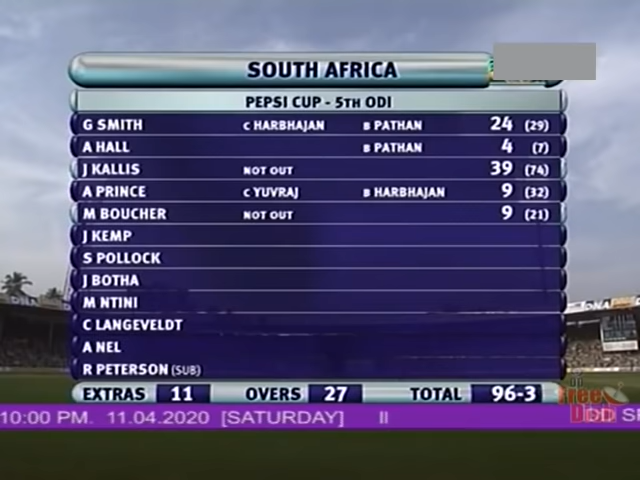 SOUTH AFRICA
PEPSI CUP - 5TH ODI
G SMITH C HARBHAJAN B PATHAN 24 (29)
A HALL B PATHAN 4 (7)
J KALLIS NOT OUT 39 (74)
A PRINCE C YUVRAJ B HARBHAJAN 9 (32)
M BOUCHER NOT OUT 9 (21)
J KEMP
S POLLOCK
J BOTHA
M NTINI
C LANGEVELDT
A NEL
R PETERSON (SUB)
EXTRAS 11 OVERS 27 TOTAL 96-3
10:00 PM. 11.04.2020 [SATURDAY] ||
DNA